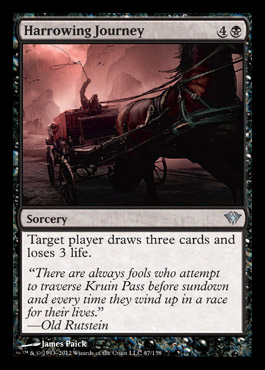 Harrowing Journey 4
Sorcery
Target player draws three cards and
loses 3 life.
“There are always fools who attempt
to traverse Kruin Pass before sundown
and every time they wind up in a race
for their lives.”
—Old Rutstein
James Paick
™ & © 1993–2012 Wizards of the Coast LLC 67/158